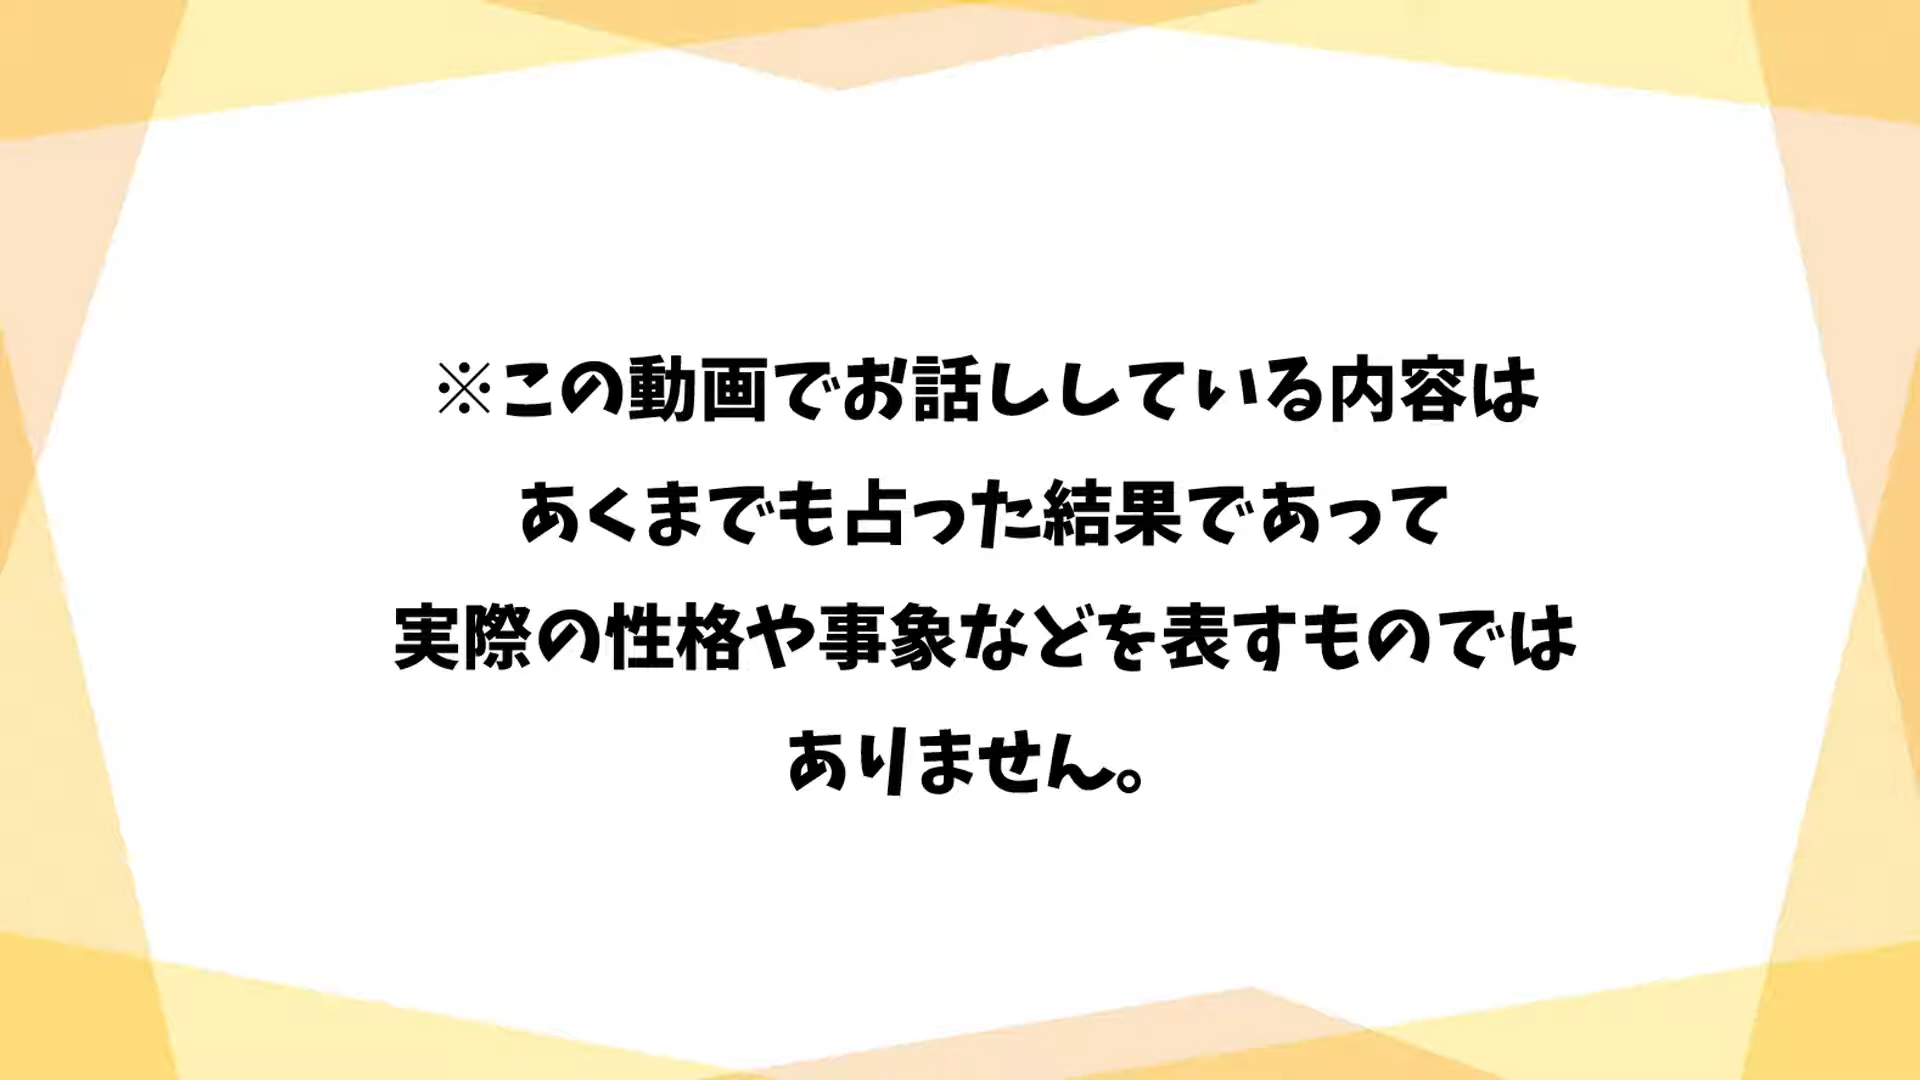 ※この動画でお話ししている内容は
あくまでも占った結果であって
実際の性格や事象などを表すものでは
ありません。